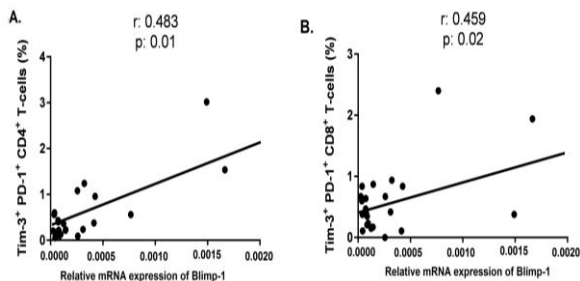 A.
r: 0.483
p: 0.01
Tim-3⁺ PD-1⁺ CD4⁺ T-cells (%)
4
3
2
1
0
0.0000 0.0005 0.0010 0.0015 0.0020
Relative mRNA expression of Blimp-1
B.
r: 0.459
p: 0.02
Tim-3⁺ PD-1⁺ CD8⁺ T-cells (%)
3
2
1
0
0.0000 0.0005 0.0010 0.0015 0.0020
Relative mRNA expression of Blimp-1